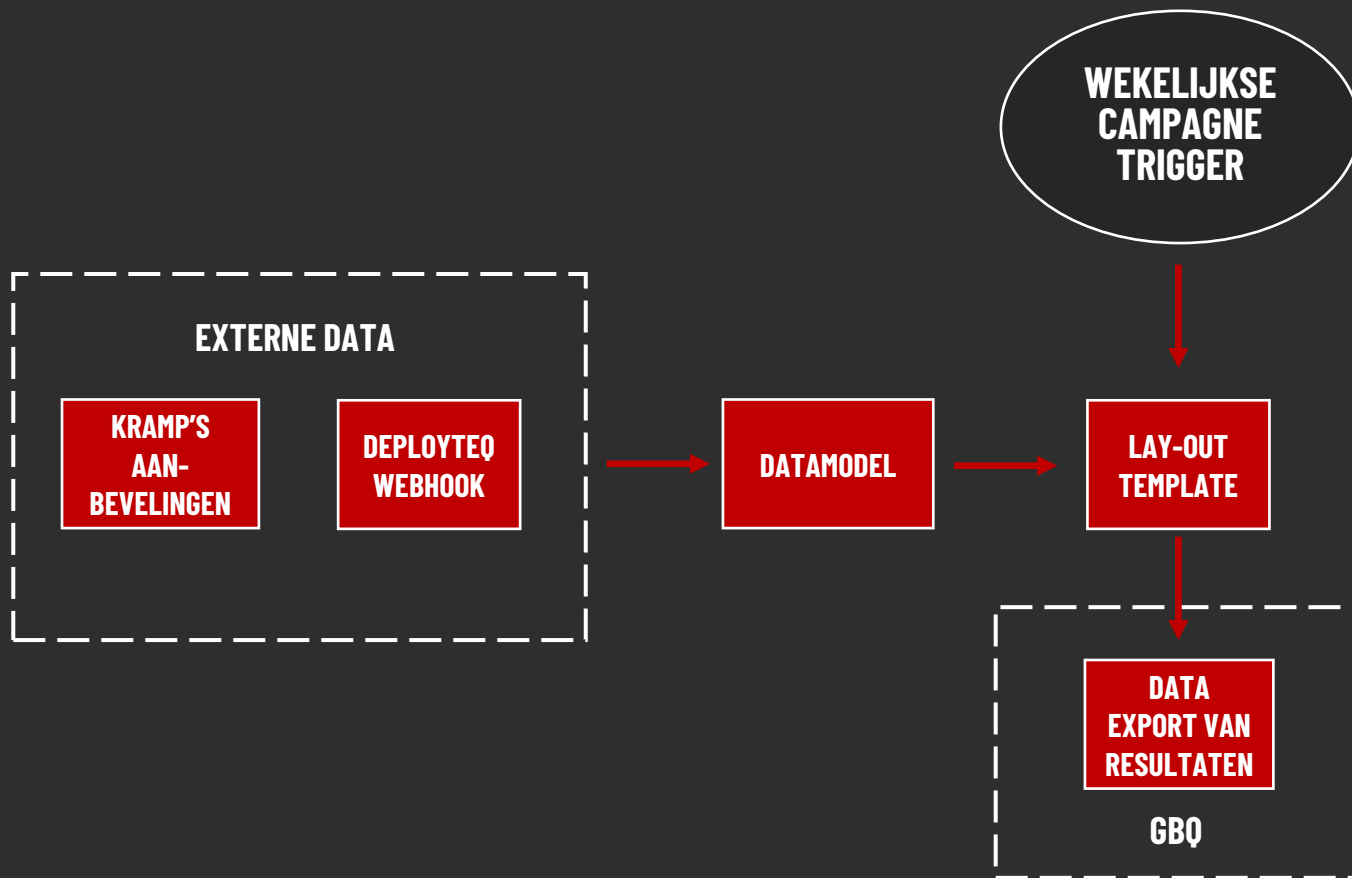 WEKELIJKSE
CAMPAGNE
TRIGGER
EXTERNE DATA
KRAMP'S
AAN-
BEVELINGEN
DEPLOYTEQ
WEBHOOK
DATAMODEL
LAY-OUT
TEMPLATE
DATA
EXPORT VAN
RESULTATEN
GBQ